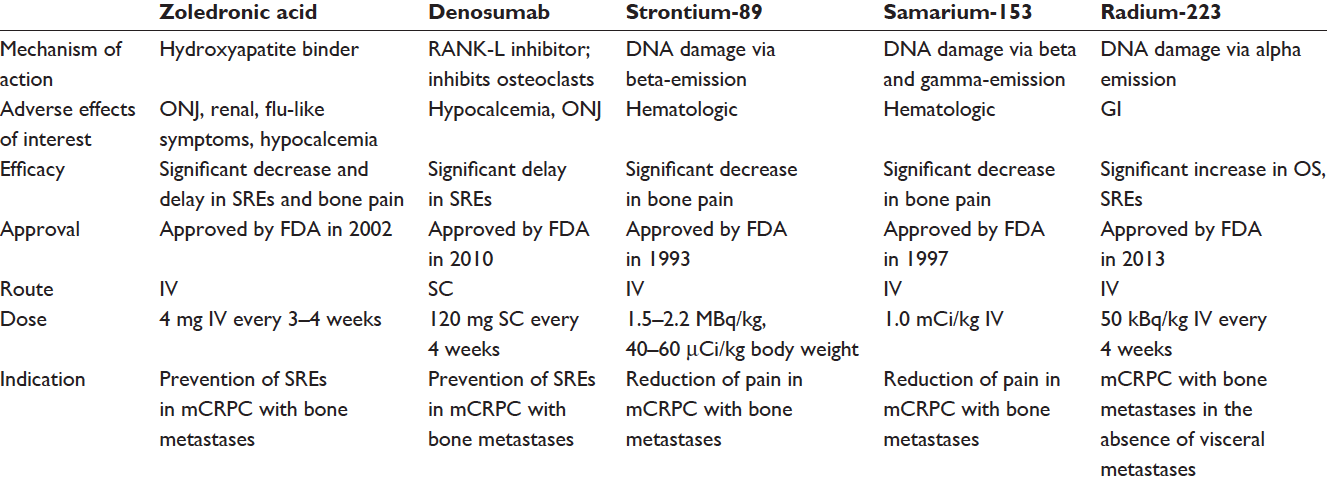 Zoledronic acid Denosumab Strontium-89 Samarium-153 Radium-223
Mechanism of Hydroxyapatite binder RANK-L inhibitor; DNA damage via DNA damage via beta DNA damage via alpha
action inhibits osteoclasts beta-emission and gamma-emission emission
Adverse effects ONJ, renal, flu-like Hypocalcemia, ONJ Hematologic Hematologic GI
of interest symptoms, hypocalcemia
Efficacy Significant decrease and Significant delay Significant decrease Significant decrease Significant increase in OS,
delay in SREs and bone pain in SREs in bone pain in bone pain SREs
Approval Approved by FDA in 2002 Approved by FDA Approved by FDA Approved by FDA Approved by FDA
in 2010 in 1993 in 1997 in 2013
Route IV SC IV IV IV
Dose 4 mg IV every 3–4 weeks 120 mg SC every 1.5–2.2 MBq/kg, 1.0 mCi/kg IV 50 kBq/kg IV every
4 weeks 40–60 μCi/kg body weight 4 weeks
Indication Prevention of SREs Prevention of SREs Reduction of pain in Reduction of pain in mCRPC with bone
in mCRPC with bone in mCRPC with mCRPC with bone mCRPC with bone metastases in the
metastases bone metastases metastases metastases absence of visceral
metastases